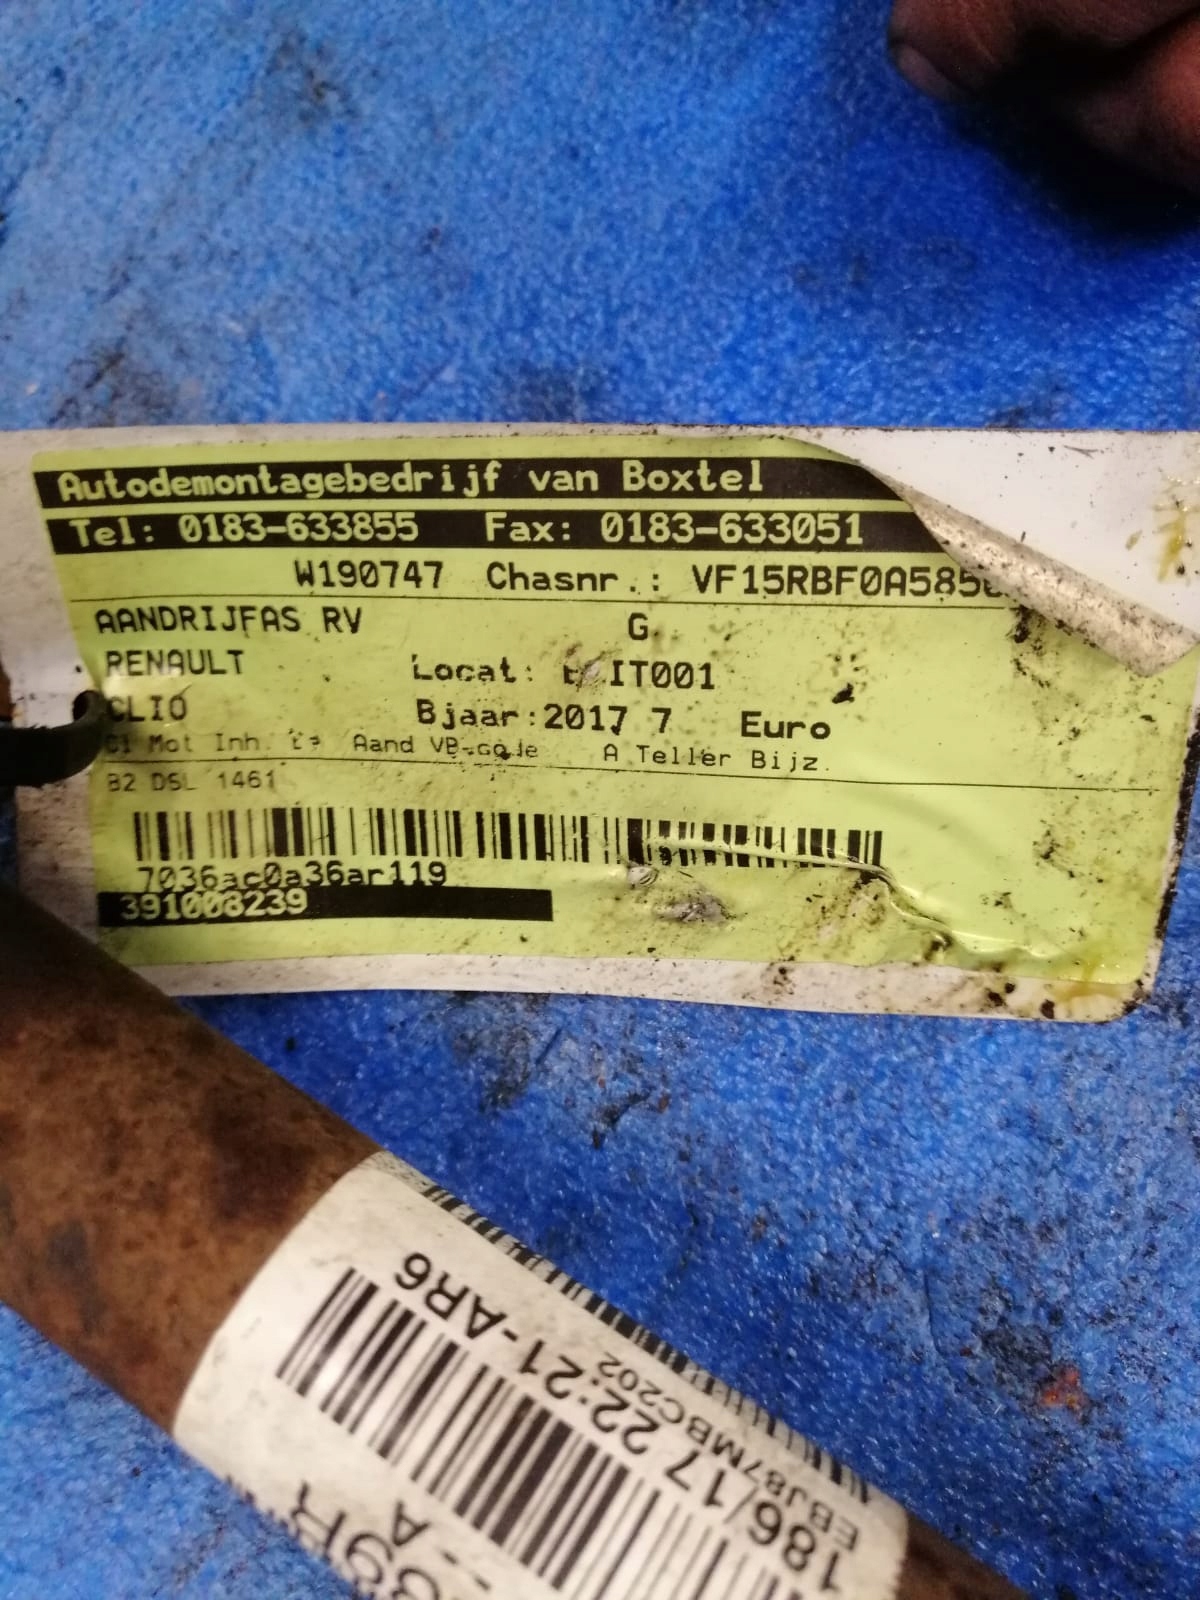 Autodemontagebedrijf van Boxtel
Tel: 0183-633855 Fax: 0183-633051
W190747 Chasnr.: VF15RBF0A585
AANDRIJFAS RV G
RENAULT Locat: IT001
CLIO Bjaar:2017 7 Euro
Mot Inh. Aand VB-code A Teller Bijz.
B2 DSL 1461
7036ac0a36ar119
391008239
186/17 22:21-AR6
EBJ87MBC202
39R
-- A